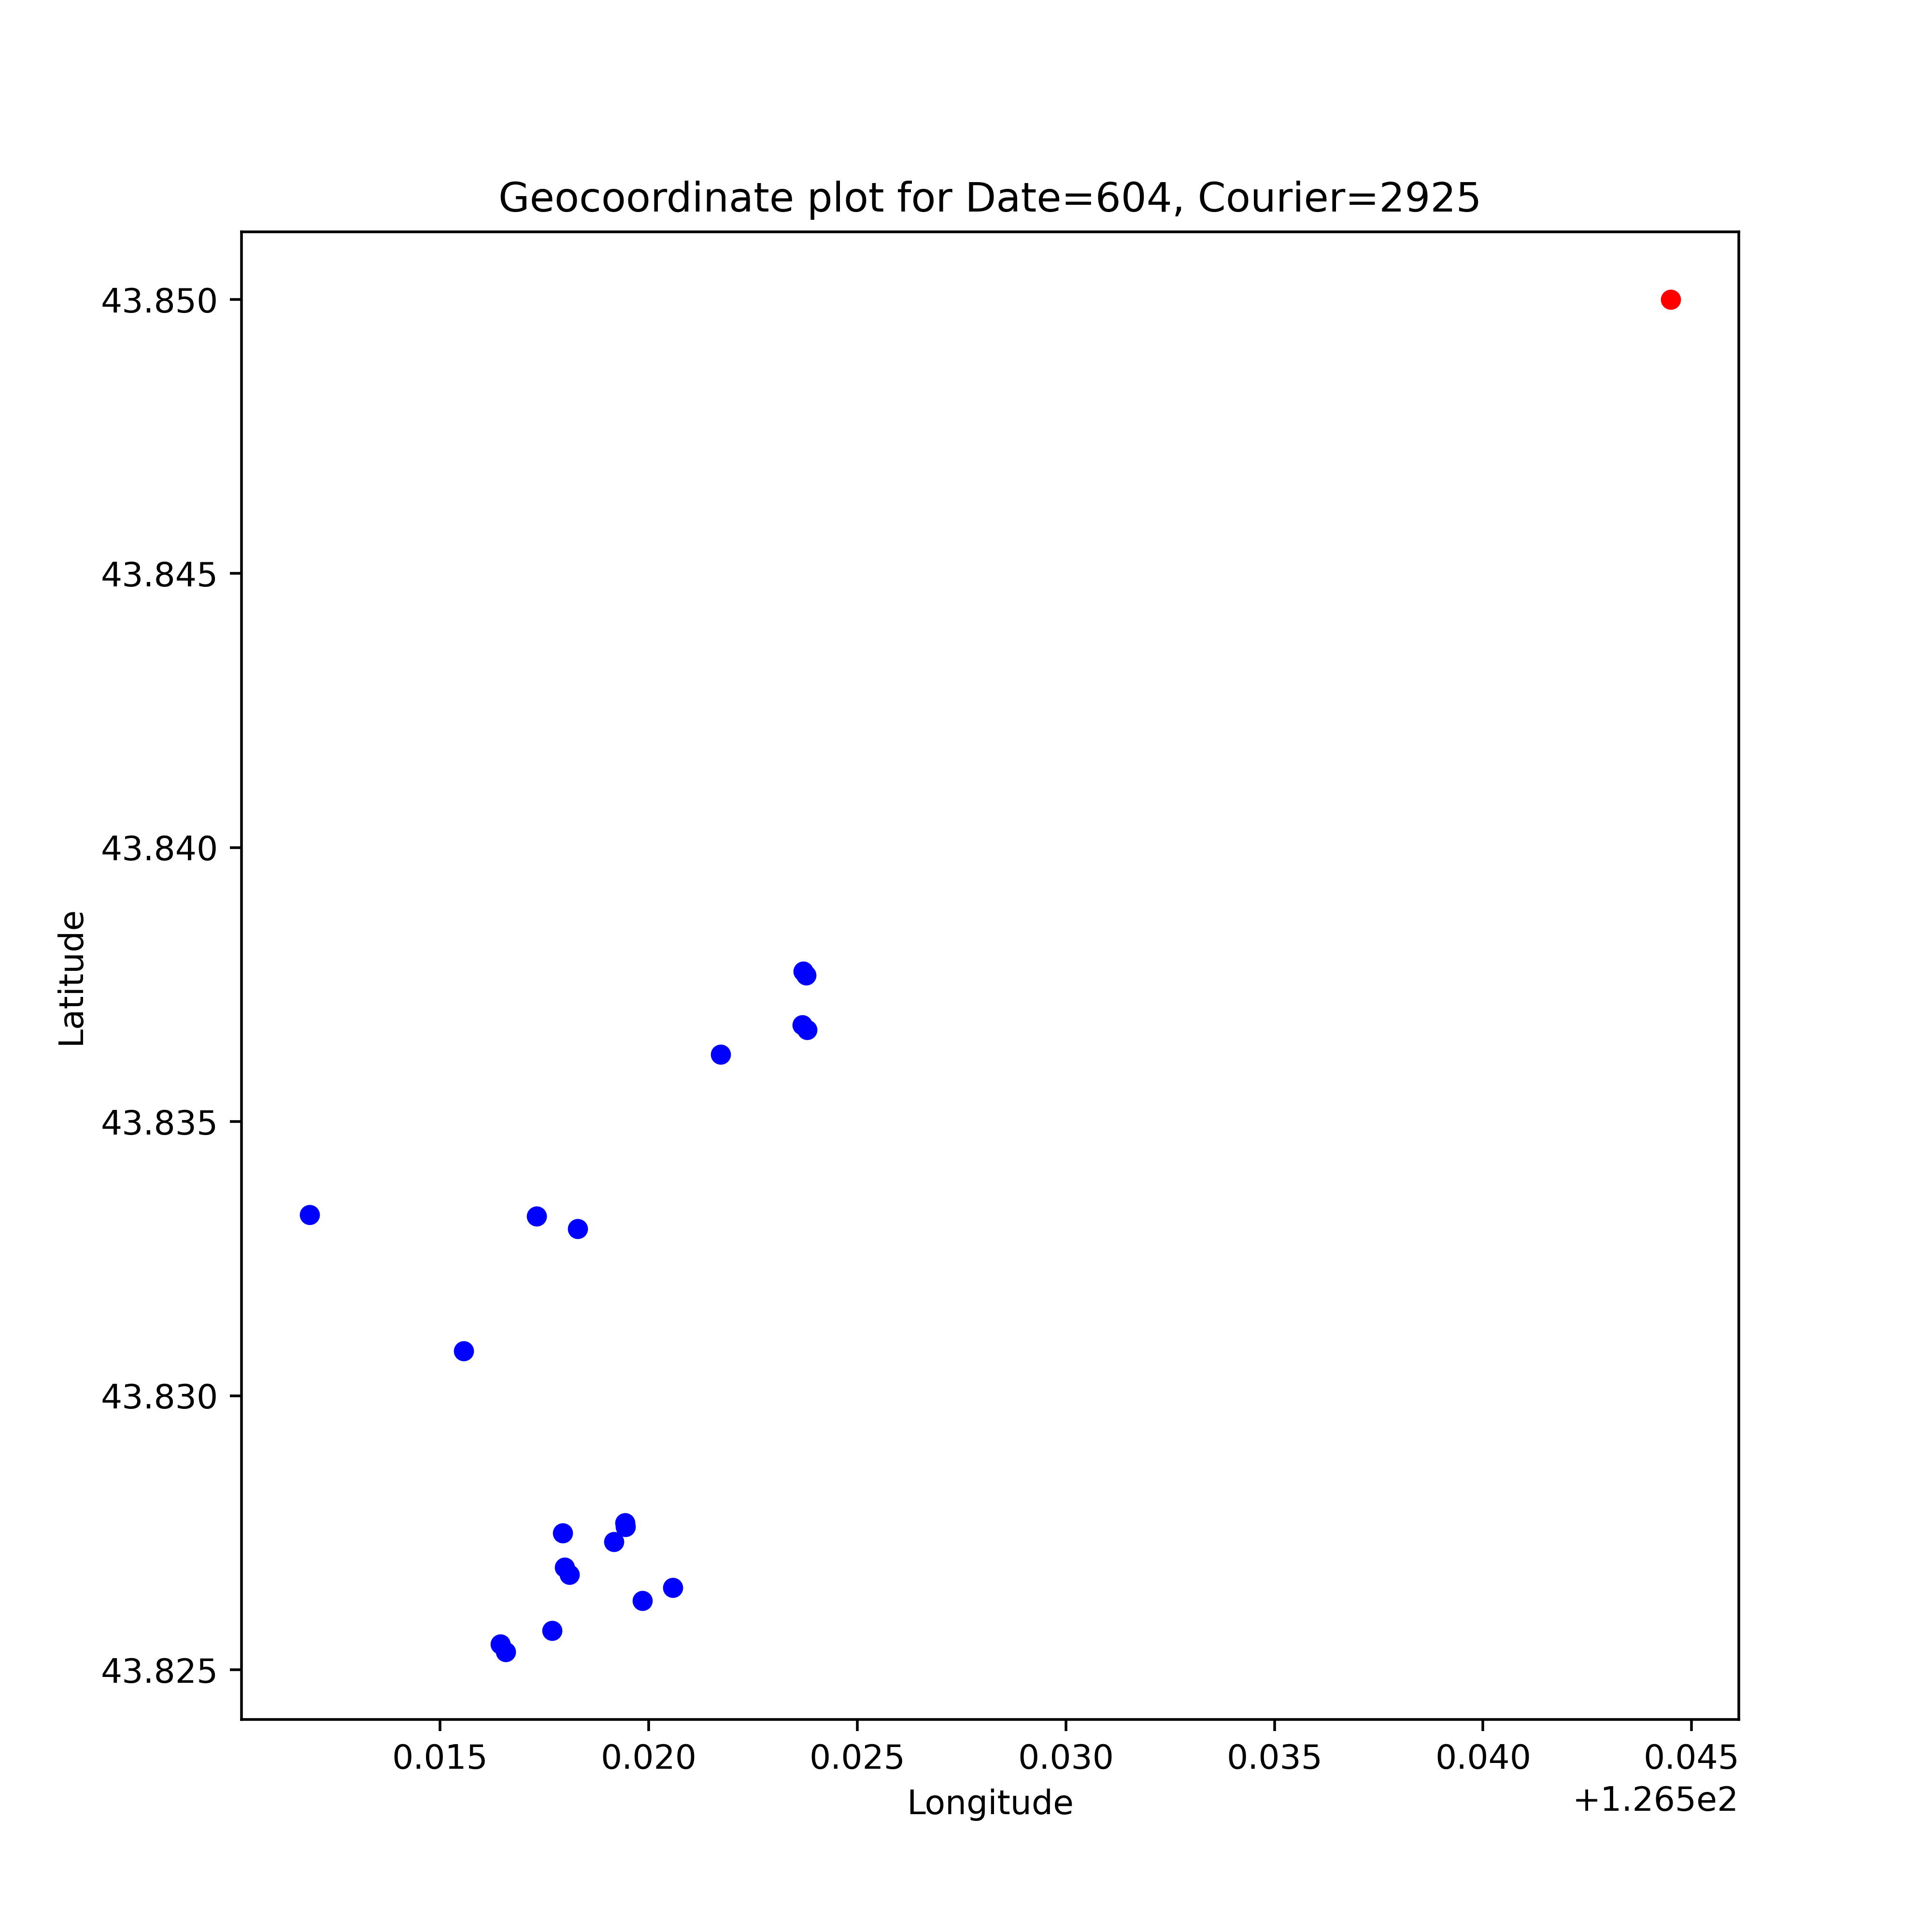 Geocoordinate plot for Date=604, Courier=2925
43.850
43.845
43.840
43.835
43.830
43.825
Latitude
0.015 0.020 0.025 0.030 0.035 0.040 0.045
+1.265e2
Longitude